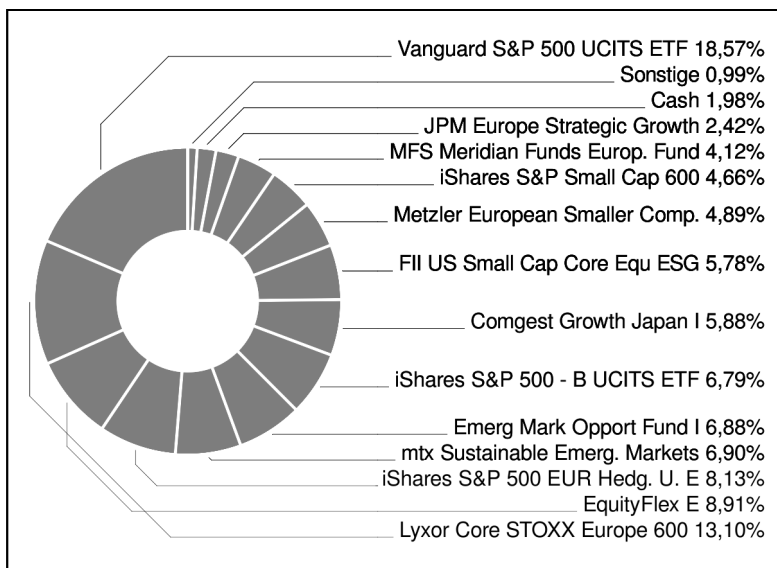 Vanguard S&P 500 UCITS ETF 18,57%
Sonstige 0,99%
Cash 1,98%
JPM Europe Strategic Growth 2,42%
MFS Meridian Funds Europ. Fund 4,12%
iShares S&P Small Cap 600 4,66%
Metzler European Smaller Comp. 4,89%
FII US Small Cap Core Equ ESG 5,78%
Comgest Growth Japan I 5,88%
iShares S&P 500 - B UCITS ETF 6,79%
Emerg Mark Opport Fund I 6,88%
mtx Sustainable Emerg. Markets 6,90%
iShares S&P 500 EUR Hedg. U. E 8,13%
EquityFlex E 8,91%
Lyxor Core STOXX Europe 600 13,10%